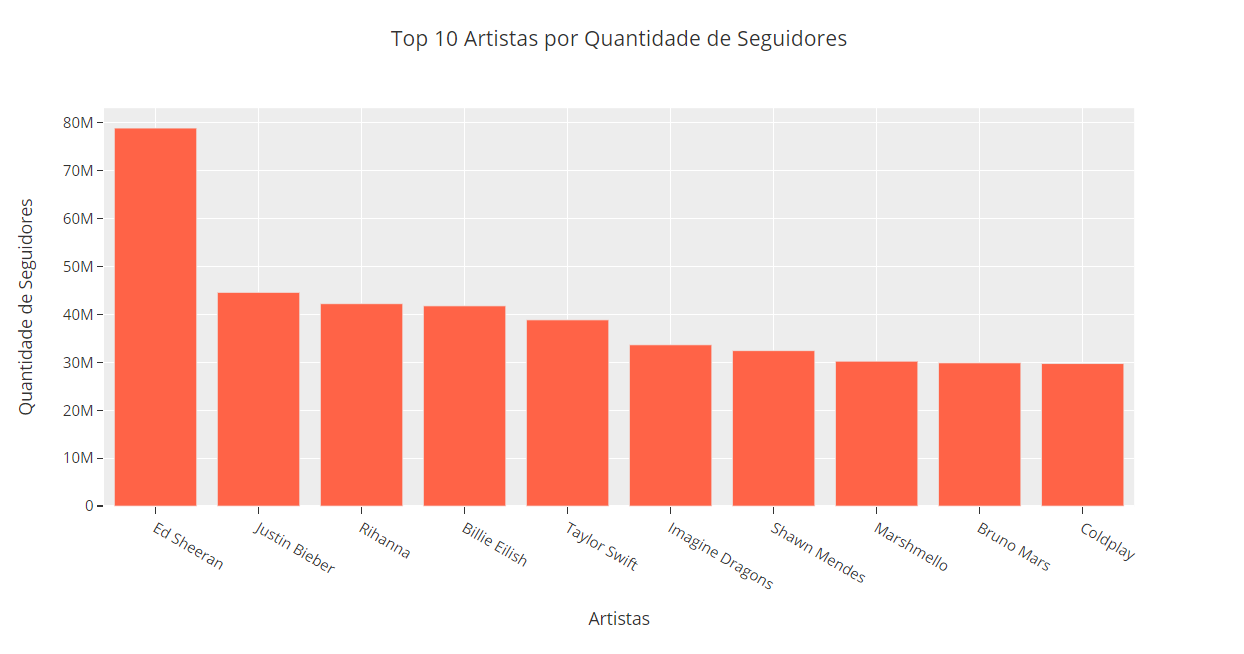 Top 10 Artistas por Quantidade de Seguidores
Quantidade de Seguidores
80M
70M
60M
50M
40M
30M
20M
10M
0
Ed Sheeran
Justin Bieber
Rihanna
Billie Eilish
Taylor Swift
Imagine Dragons
Shawn Mendes
Marshmello
Bruno Mars
Coldplay
Artistas